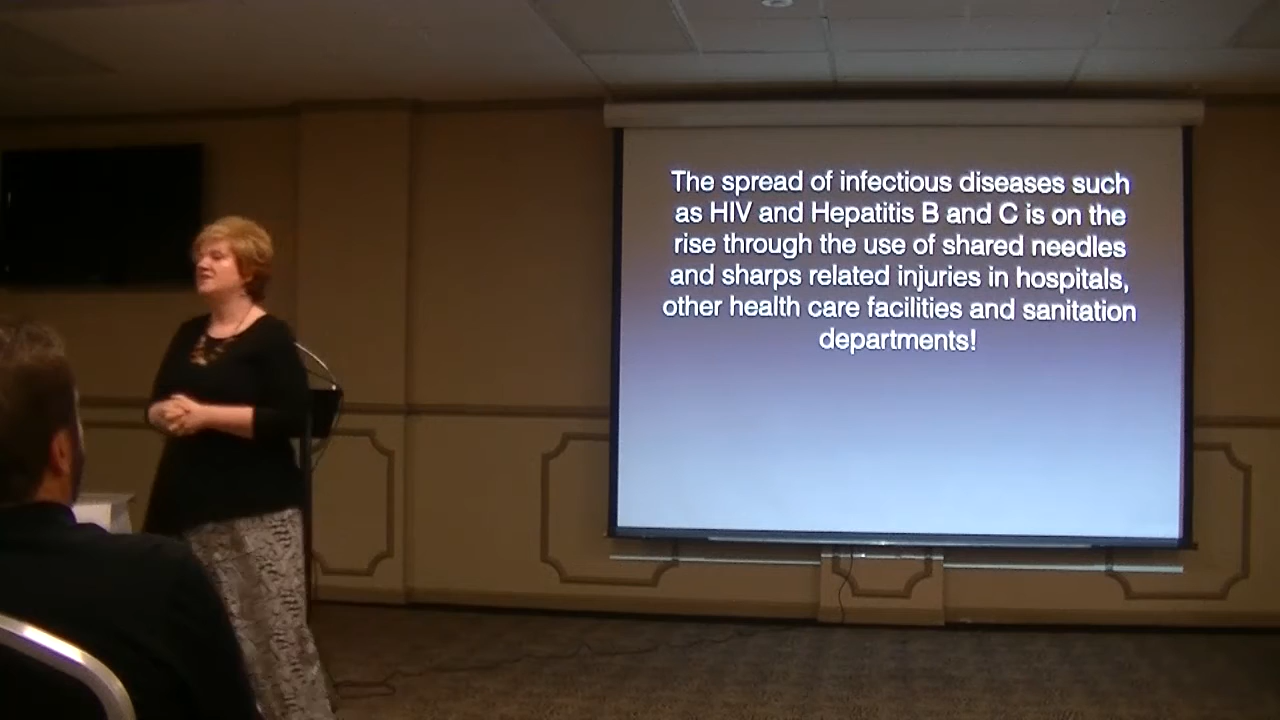 The spread of infectious diseases such
as HIV and Hepatitis B and C is on the
rise through the use of shared needles
and sharps related injuries in hospitals,
other health care facilities and sanitation
departments!